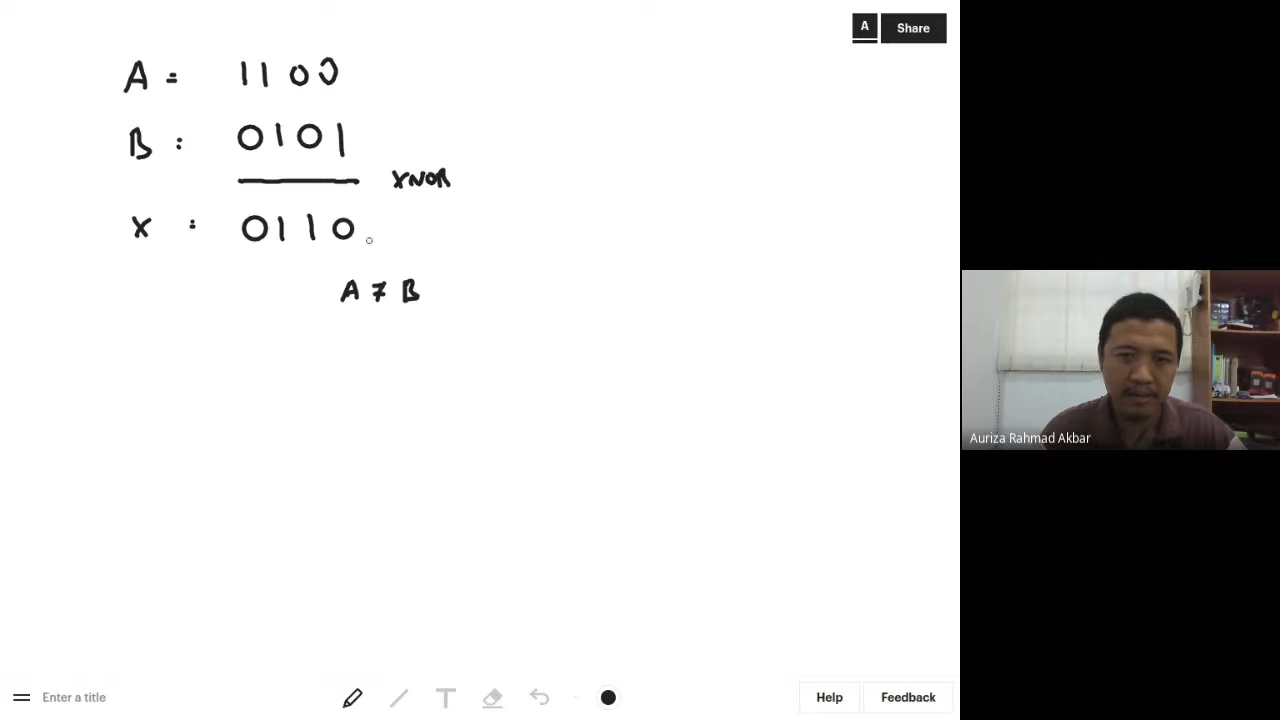 A Share
A = 1100
B : 0101
XNOR
X : 0110
A ≠ B
Auriza Rahmad Akbar
Enter a title T Help Feedback